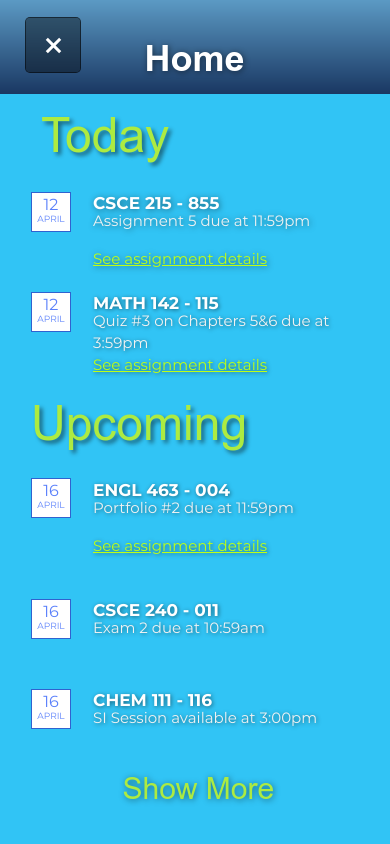 ×
Home
Today
12
APRIL
CSCE 215 - 855
Assignment 5 due at 11:59pm
See assignment details
12
APRIL
MATH 142 - 115
Quiz #3 on Chapters 5&6 due at
3:59pm
See assignment details
Upcoming
16
APRIL
ENGL 463 - 004
Portfolio #2 due at 11:59pm
See assignment details
16
APRIL
CSCE 240 - 011
Exam 2 due at 10:59am
16
APRIL
CHEM 111 - 116
SI Session available at 3:00pm
Show More